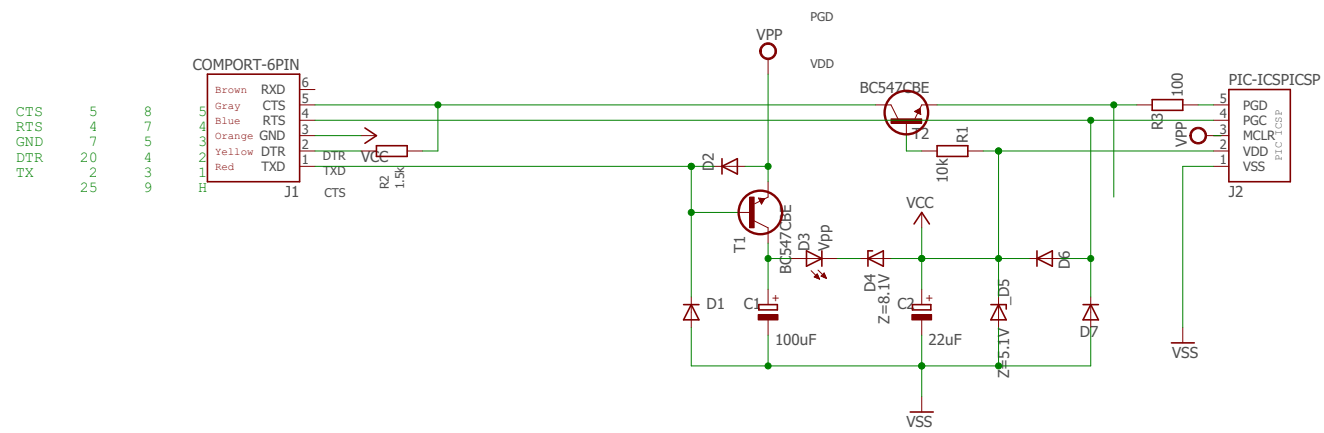 PGD
VPP
VDD
COMPORT-6PIN
BC547CBE
PIC-ICSPICSP
Brown RXD 6
Gray CTS 5
Blue RTS 4
Orange GND 3
Yellow DTR 2
Red TXD 1
J1
CTS 5 8 5
RTS 4 7 4
GND 7 5 3
DTR 20 4 2
TX 2 3 1
25 9 H
VCC
DTR
TXD
CTS
R2
1.5k
D2
T2
R1
10k
R3
100
VPP
5 PGD
4 PGC
3 MCLR
2 VDD
1 VSS
PIC-ICSP
J2
T1
BC547CBE
D3
Vpp
VCC
D4
Z=8.1V
D6
D1
C1
+
100uF
C2
+
22uF
D5
Z=5.1V
D7
VSS
VSS